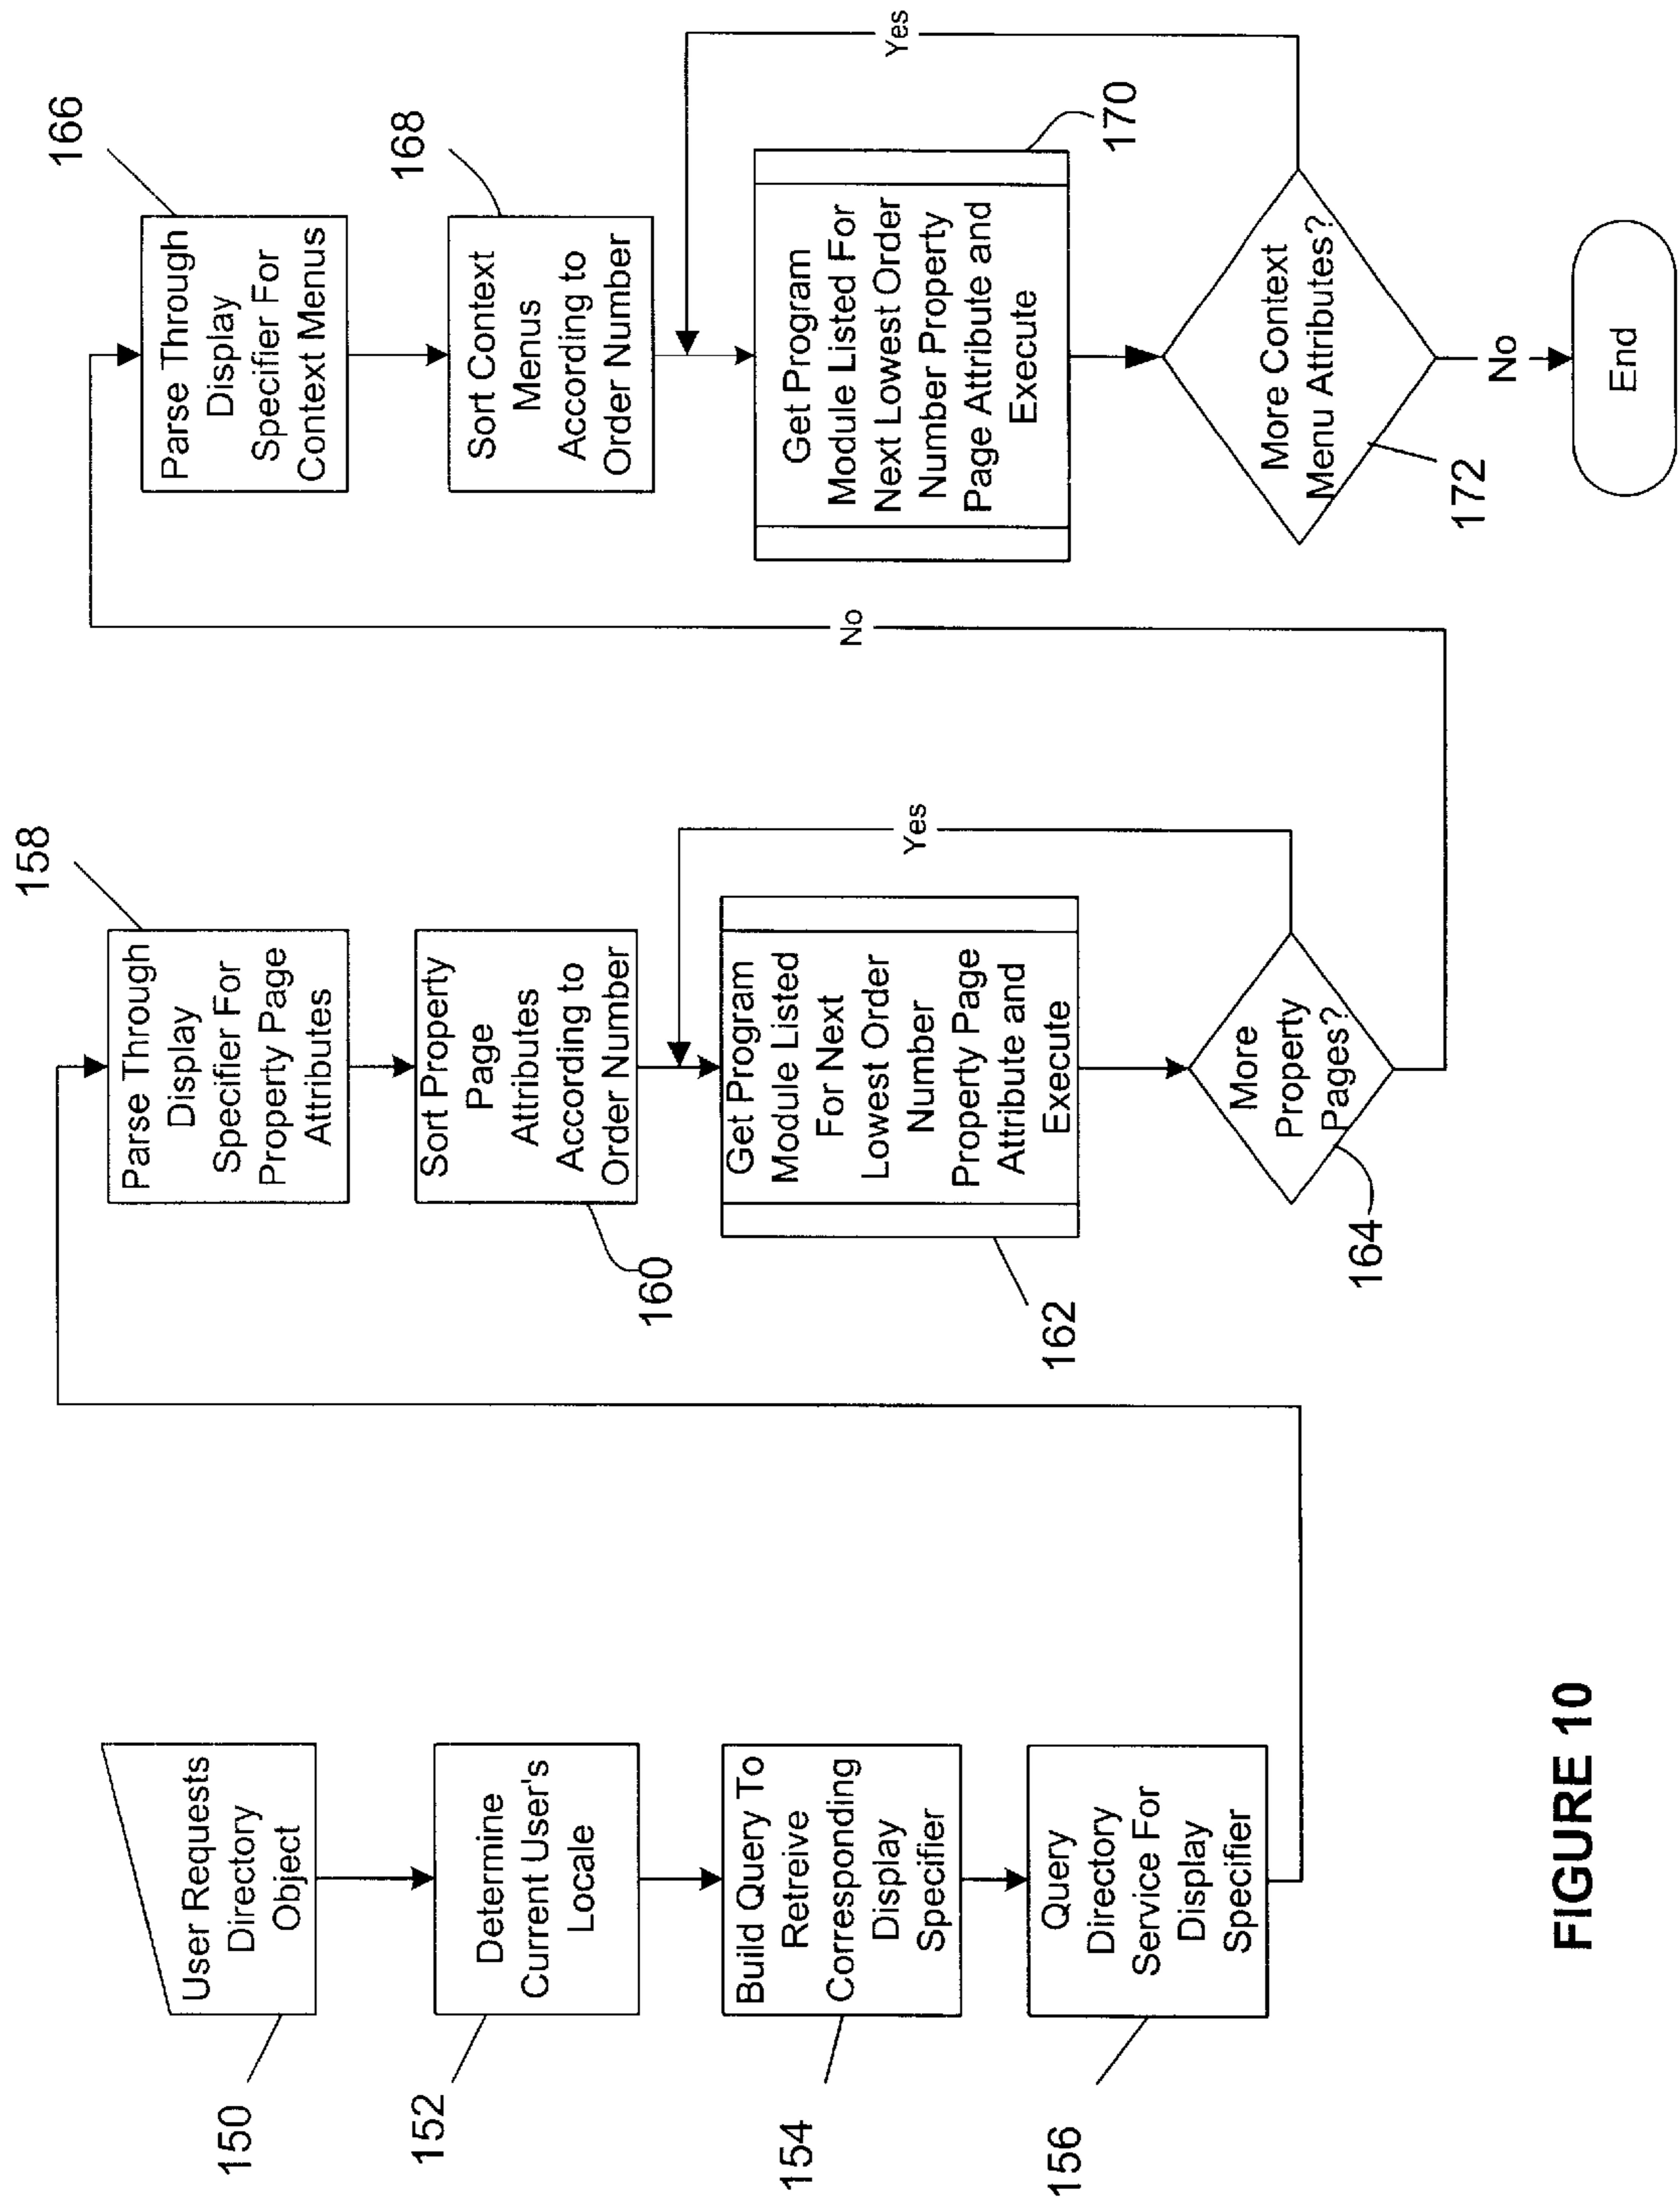 150
User Requests
Directory
Object
152
Determine
Current User's
Locale
154
Build Query To
Retreive
Corresponding
Display
Specifier
156
Query
Directory
Service For
Display
Specifier
158
Parse Through
Display
Specifier For
Property Page
Attributes
160
Sort Property
Page
Attributes
According to
Order Number
162
Get Program
Module Listed
For Next
Lowest Order
Number
Property Page
Attribute and
Execute
Yes
164
More
Property
Pages?
No
166
Parse Through
Display
Specifier For
Context Menus
168
Sort Context
Menus
According to
Order Number
170
Get Program
Module Listed For
Next Lowest Order
Number Property
Page Attribute and
Execute
Yes
172
More Context
Menu Attributes?
No
End
FIGURE 10